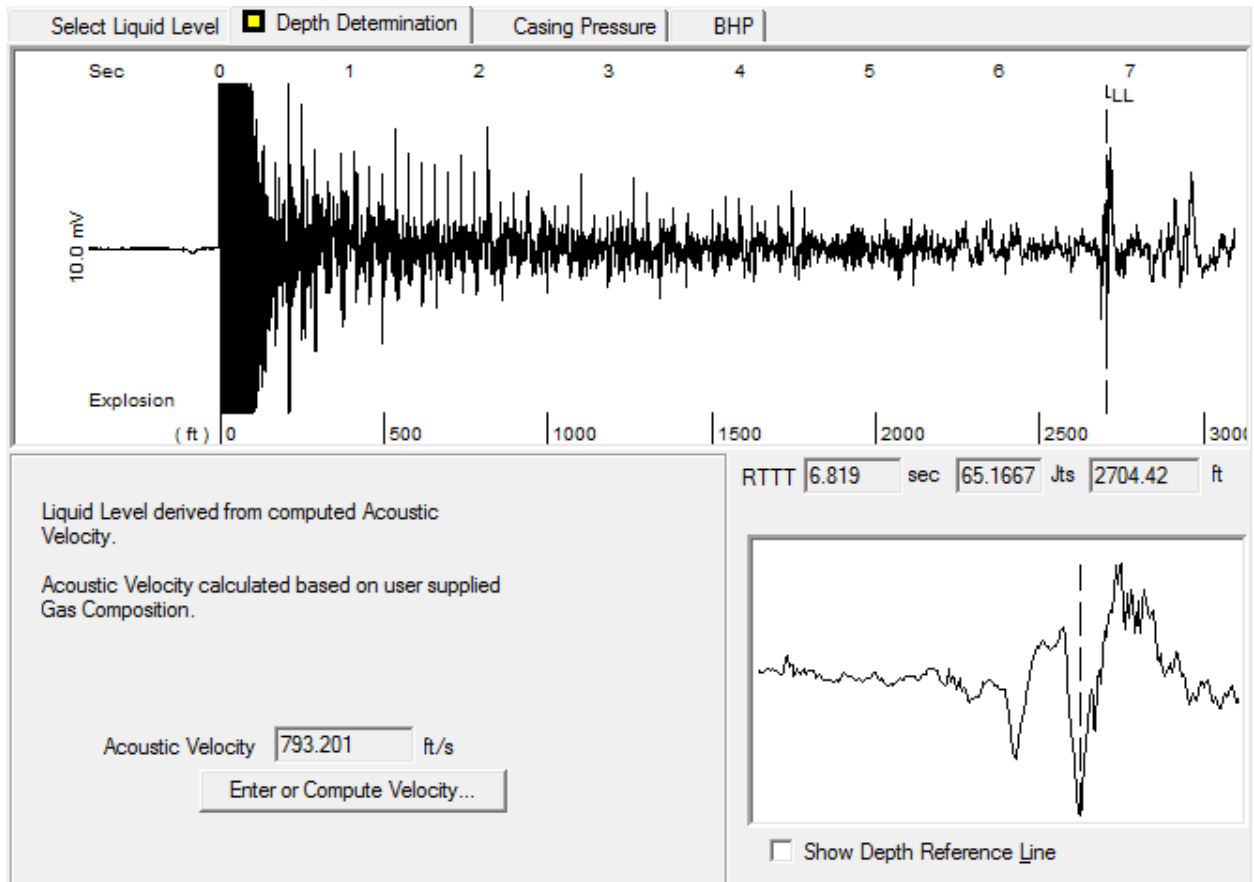 Select Liquid Level Depth Determination Casing Pressure BHP
Sec 0 1 2 3 4 5 6 7
LL
10.0 mV
Explosion
( ft ) 0 500 1000 1500 2000 2500 3000
RTTT 6.819 sec 65.1667 Jts 2704.42 ft
Liquid Level derived from computed Acoustic
Velocity.
Acoustic Velocity calculated based on user supplied
Gas Composition.
Acoustic Velocity 793.201 ft/s
Enter or Compute Velocity...
Show Depth Reference Line